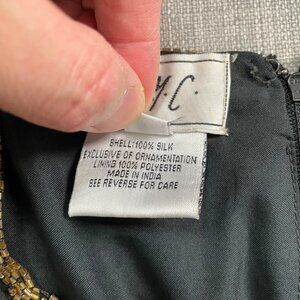 M.C.
SHELL:100% SILK
EXCLUSIVE OF ORNAMENTATION
LINING 100% POLYESTER
MADE IN INDIA
SEE REVERSE FOR CARE